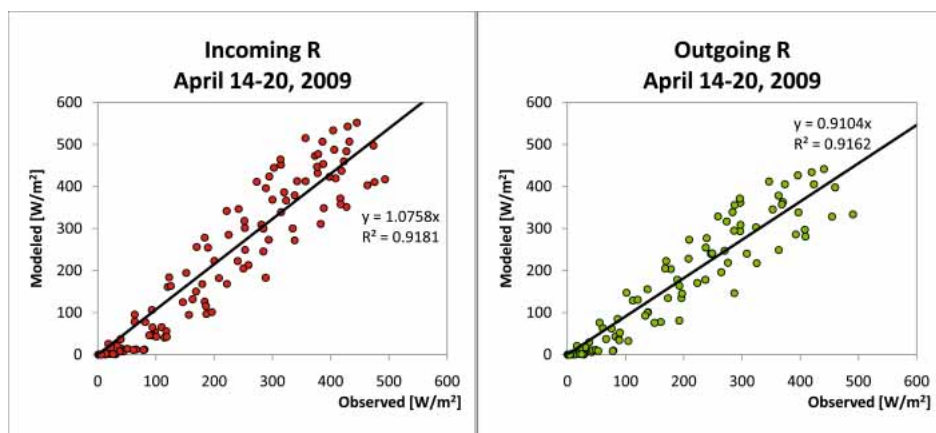 Incoming R
April 14-20, 2009
600
500
400
300
200
100
0
Modeled [W/m²]
y = 1.0758x
R² = 0.9181
0 100 200 300 400 500 600
Observed [W/m²]
Outgoing R
April 14-20, 2009
600
500
400
300
200
100
0
Modeled [W/m²]
y = 0.9104x
R² = 0.9162
0 100 200 300 400 500 600
Observed [W/m²]